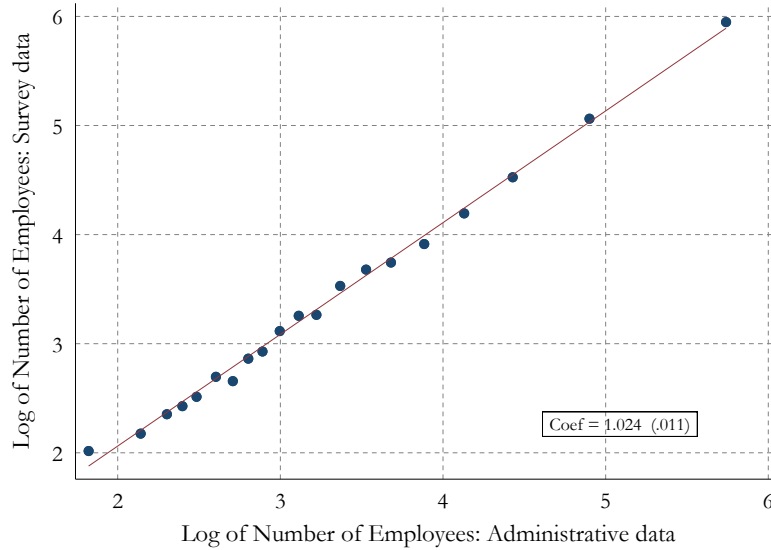 6
5
4
3
2
Log of Number of Employees: Survey data
Coef = 1.024 (.011)
2 3 4 5 6
Log of Number of Employees: Administrative data